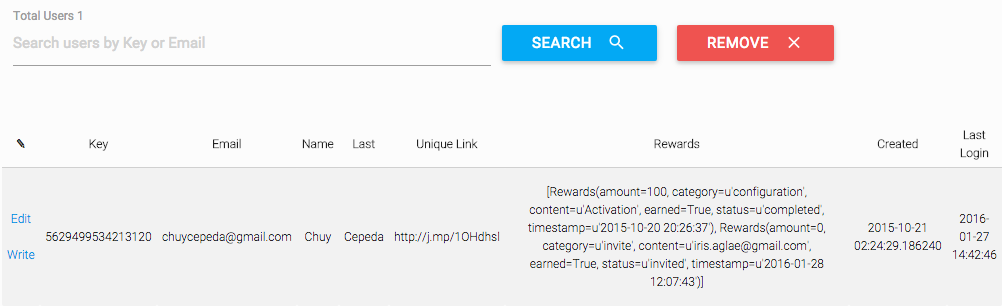 Total Users 1
Search users by Key or Email
SEARCH
REMOVE
Key Email Name Last Unique Link Rewards Created Last Login
Edit
Write
5629499534213120 chuycepeda@gmail.com Chuy Cepeda http://j.mp/1OHdhsl
[Rewards(amount=100, category=u'configuration',
content=u'Activation', earned=True, status=u'completed',
timestamp=u'2015-10-20 20:26:37'), Rewards(amount=0,
category=u'invite', content=u'iris.aglae@gmail.com',
earned=True, status=u'invited', timestamp=u'2016-01-28
12:07:43')]
2015-10-21
02:24:29.186240
2016-
01-27
14:42:46